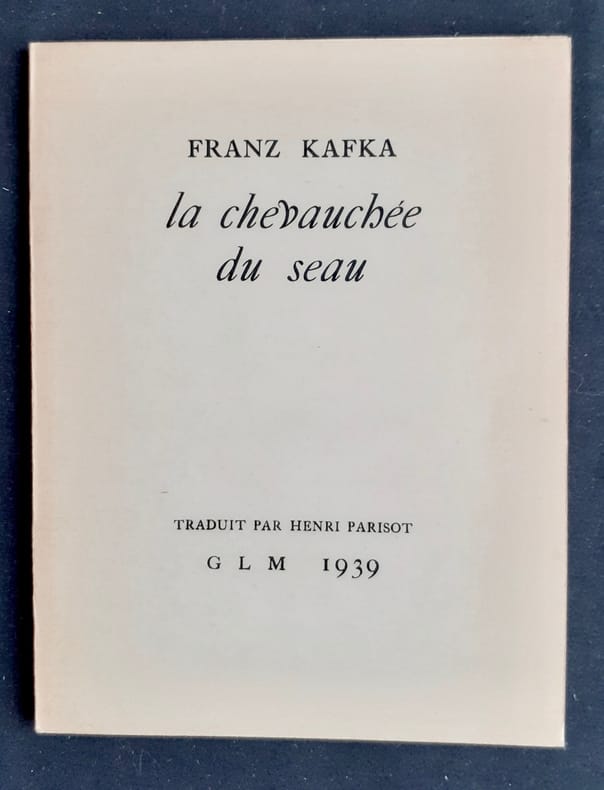 FRANZ KAFKA
la chevauchée
du seau
TRADUIT PAR HENRI PARISOT
G L M 1939